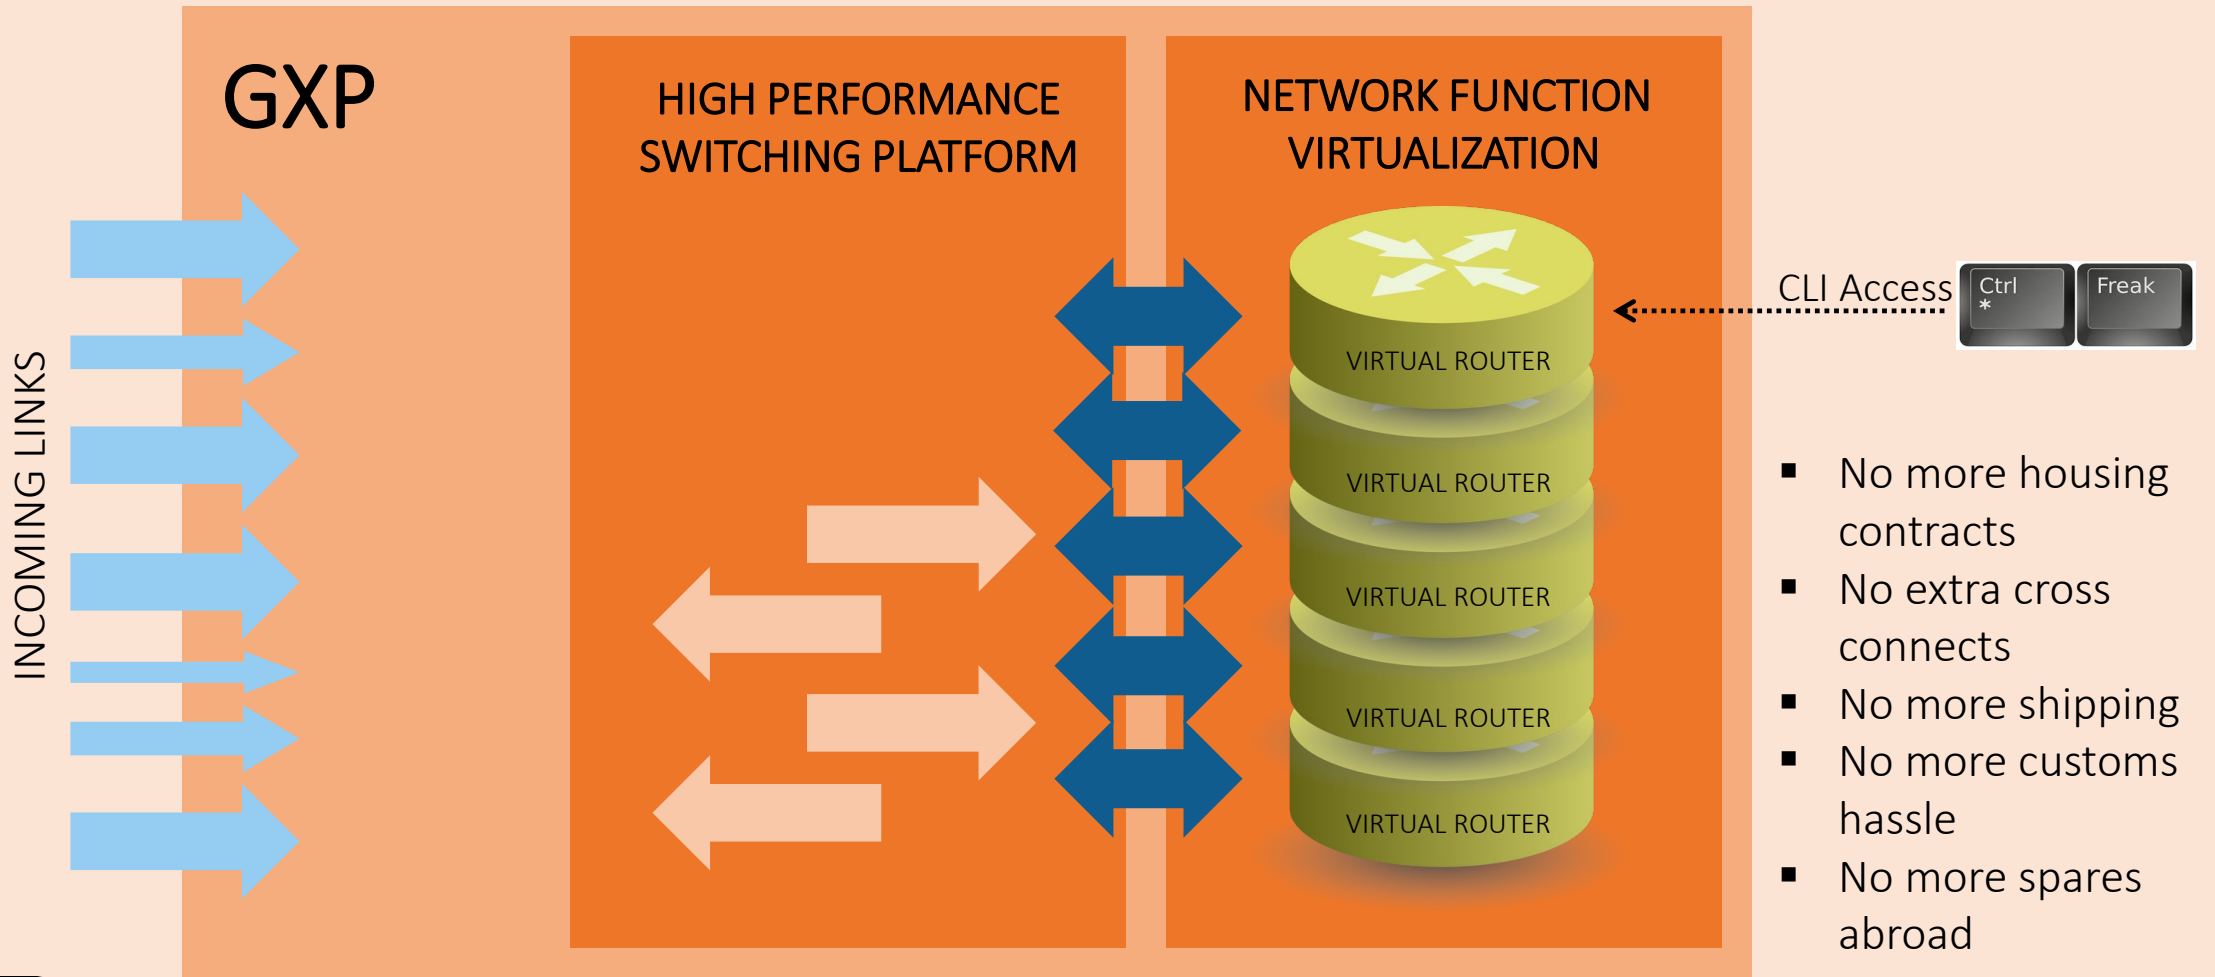 GXP
HIGH PERFORMANCE
SWITCHING PLATFORM
NETWORK FUNCTION
VIRTUALIZATION
INCOMING LINKS
VIRTUAL ROUTER
VIRTUAL ROUTER
VIRTUAL ROUTER
VIRTUAL ROUTER
VIRTUAL ROUTER
CLI Access
Ctrl
*
Freak
▪ No more housing
contracts
▪ No extra cross
connects
▪ No more shipping
▪ No more customs
hassle
▪ No more spares
abroad